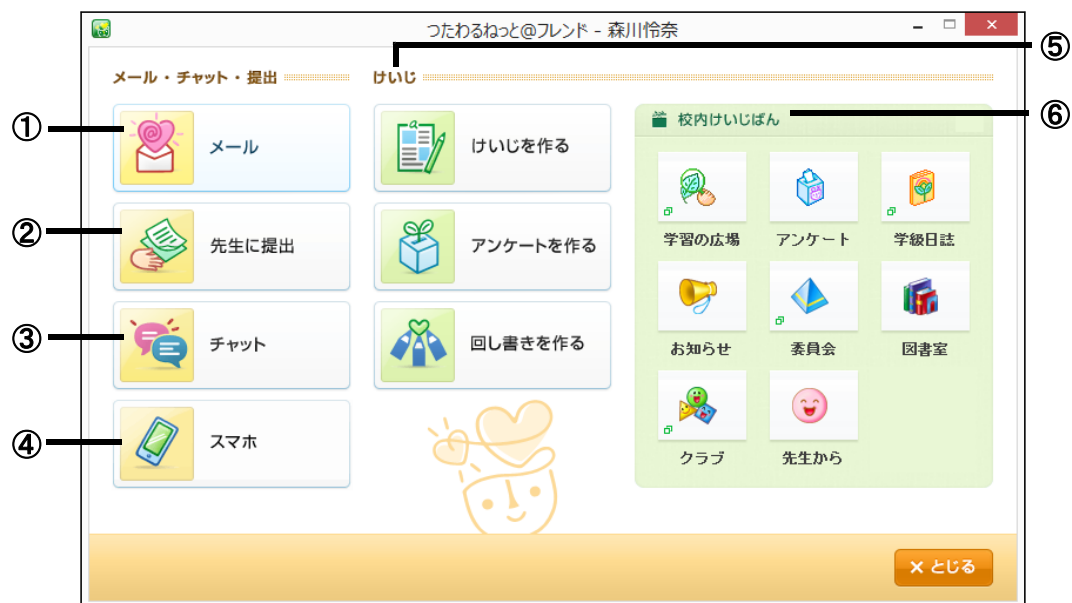 つたわるねっと@フレンド - 森川怜奈
メール・チャット・提出
けいじ
⑤
①
メール
②
先生に提出
③
チャット
④
スマホ
けいじを作る
アンケートを作る
回し書きを作る
校内けいじばん
⑥
学習の広場 アンケート 学級日誌
お知らせ 委員会 図書室
クラブ 先生から
× とじる